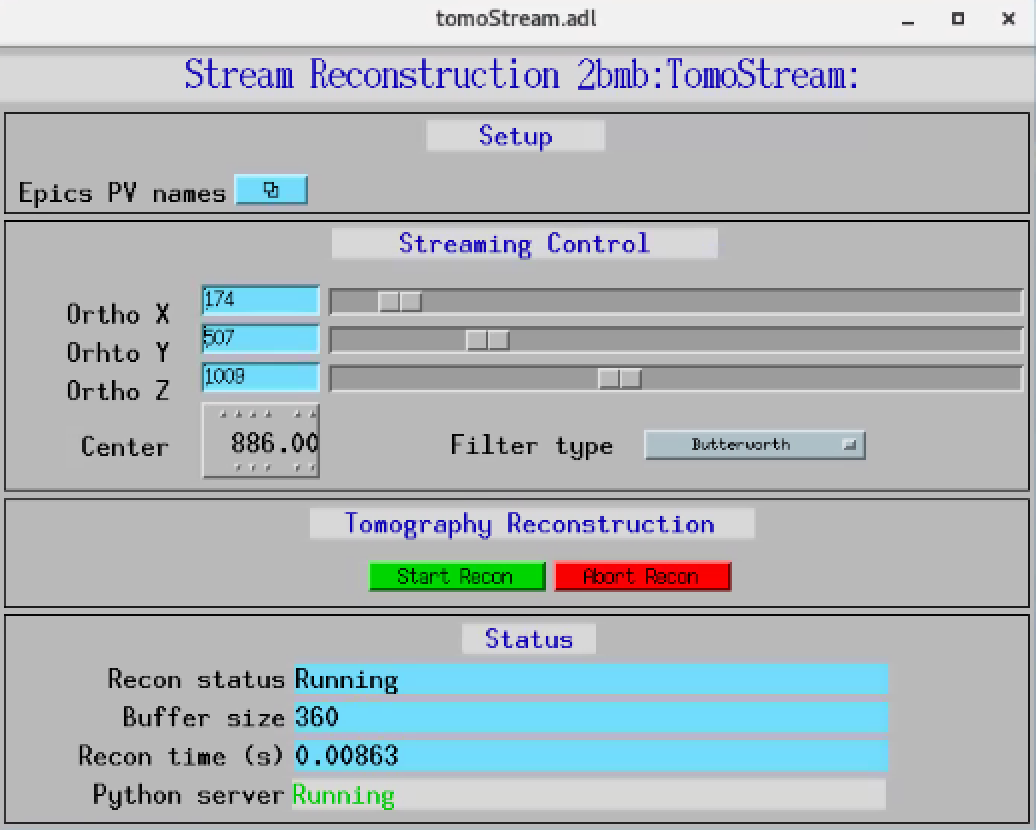 tomoStream.adl
Stream Reconstruction 2bmb:TomoStream:
Setup
Epics PV names
Streaming Control
Ortho X 174
Orhto Y 507
Ortho Z 1009
Center 886.00 Filter type Butterworth
Tomography Reconstruction
Start Recon Abort Recon
Status
Recon status Running
Buffer size 360
Recon time (s) 0.00863
Python server Running